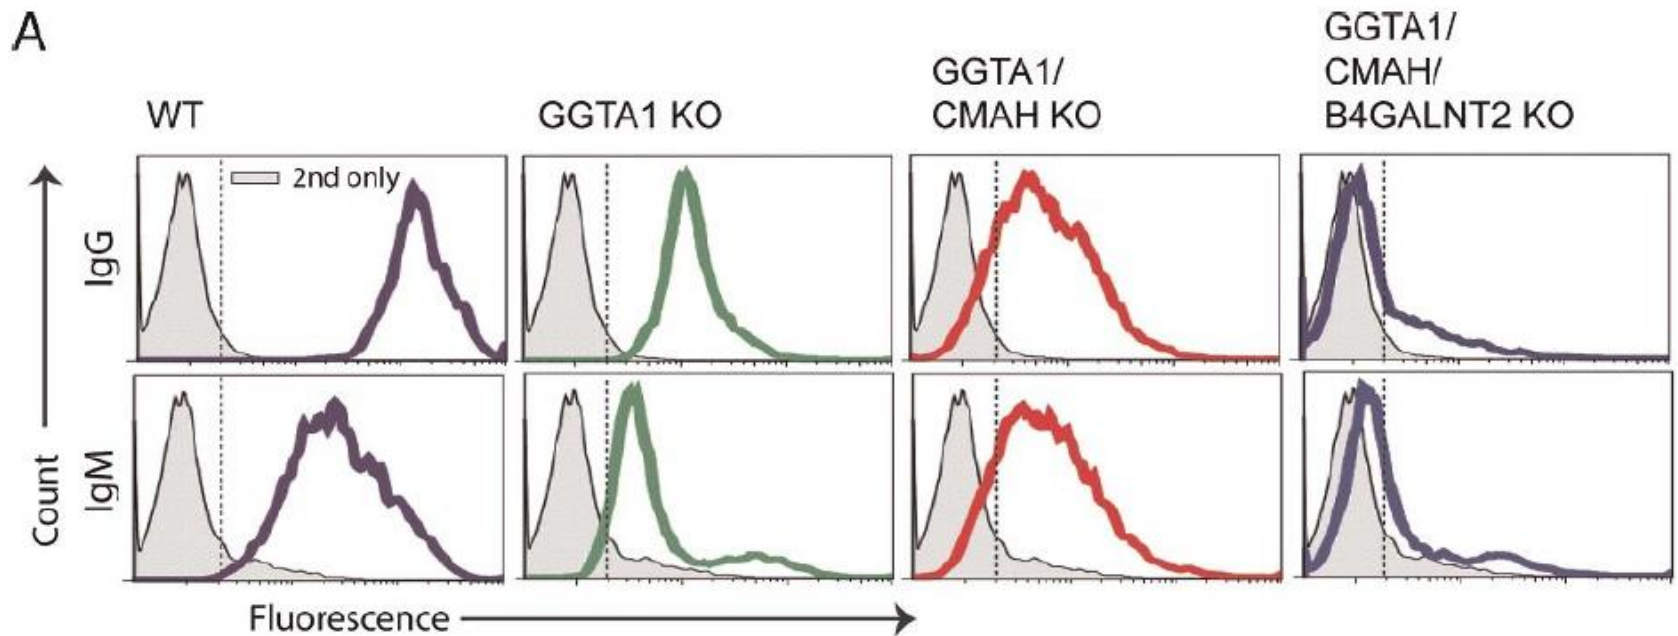 A
WT
GGTA1 KO
GGTA1/
CMAH KO
GGTA1/
CMAH/
B4GALNT2 KO
2nd only
IgG
IgM
Count
Fluorescence